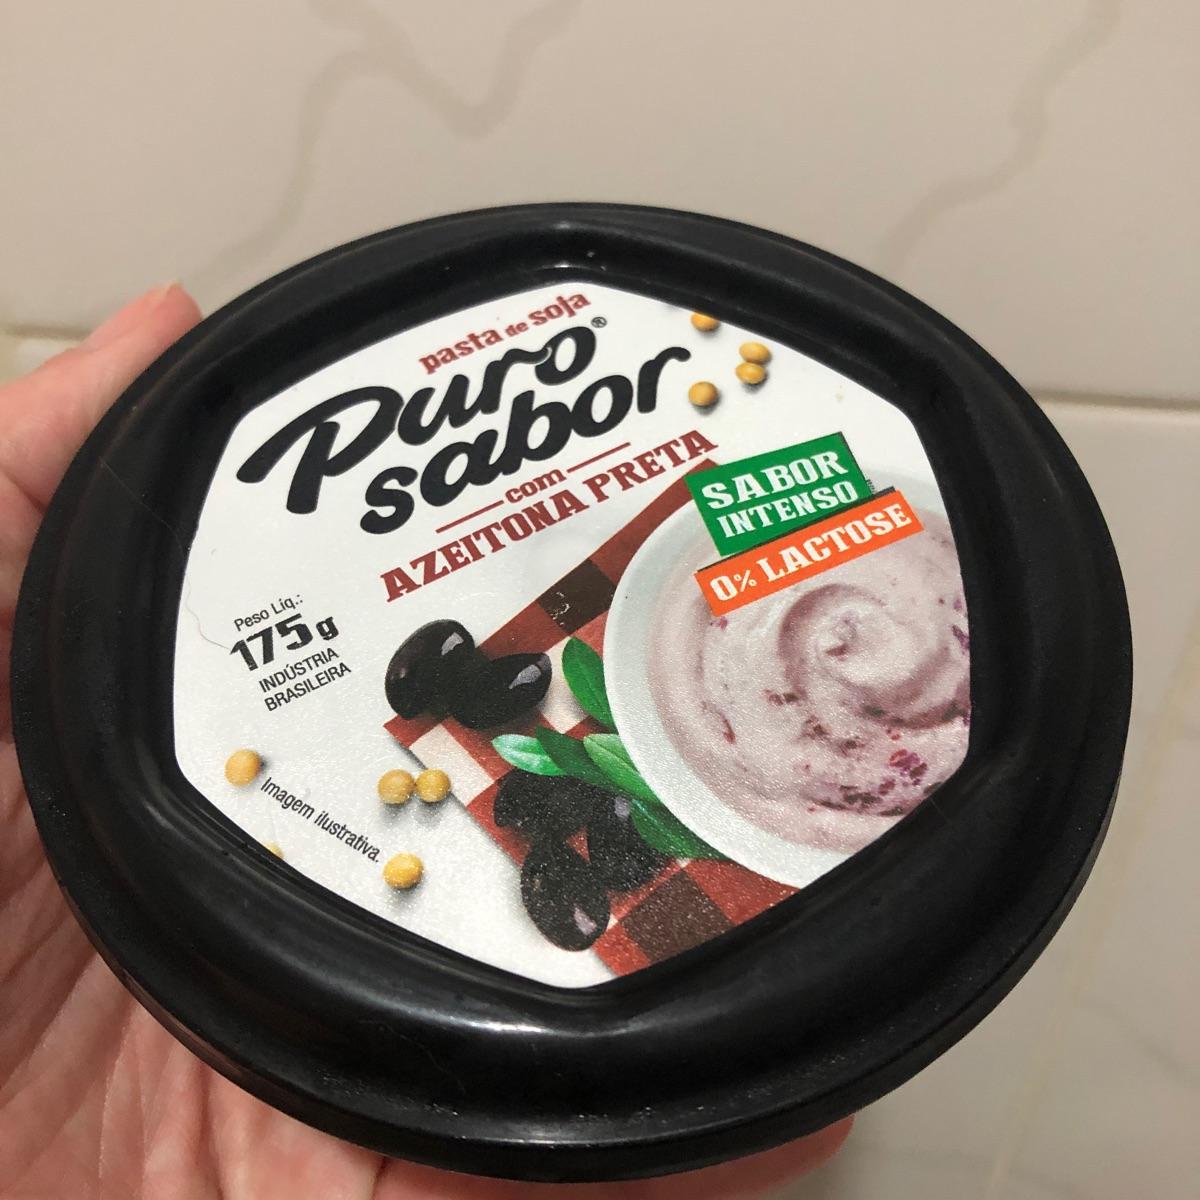 pasta de soja
Puro®
sabor
com
AZEITONA PRETA
SABOR
INTENSO
0% LACTOSE
Peso Líq.:
175g
INDÚSTRIA
BRASILEIRA
Imagem ilustrativa.